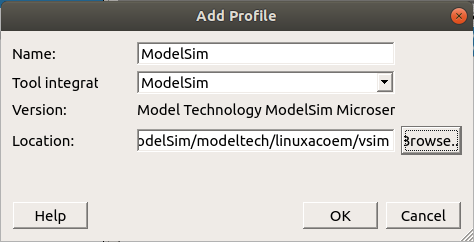 Add Profile
Name: ModelSim
Tool integrat ModelSim
Version: Model Technology ModelSim Microser
Location: odelSim/modeltech/linuxacoem/vsim Browse..
Help OK Cancel